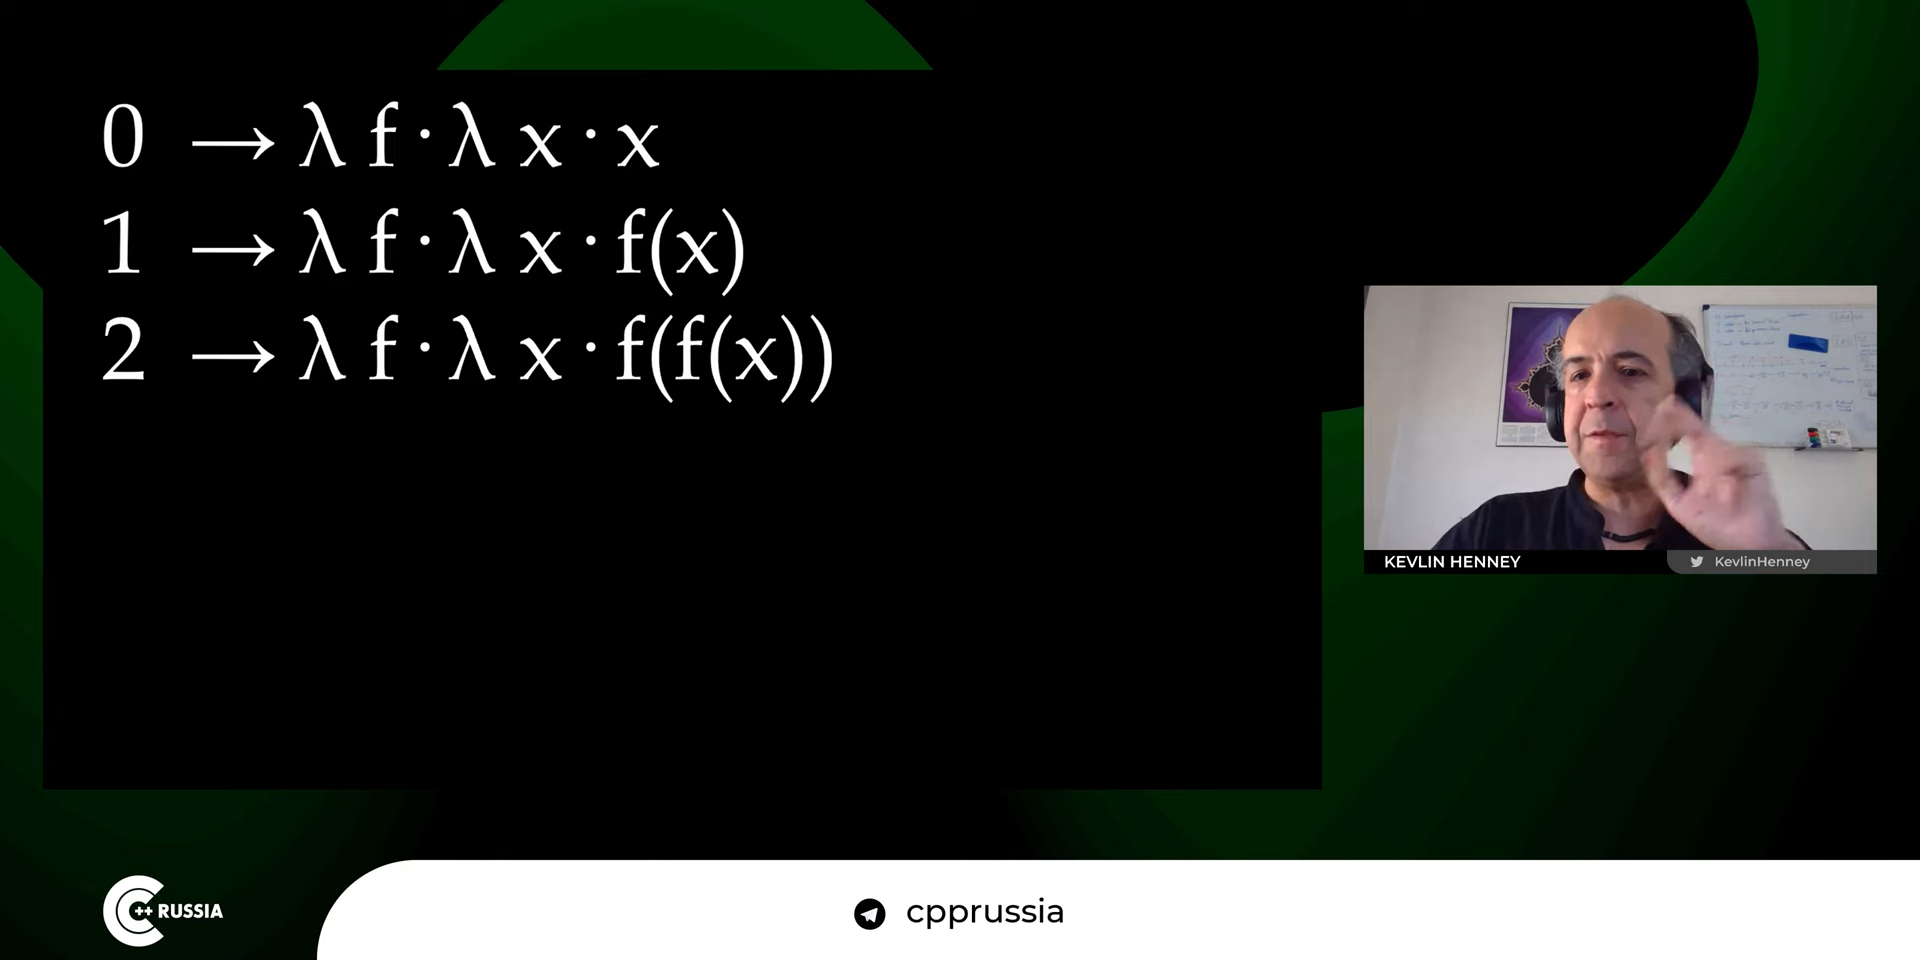 0 → λ f · λ x · x
1 → λ f · λ x · f(x)
2 → λ f · λ x · f(f(x))
KEVLIN HENNEY
KevlinHenney
C++ RUSSIA
cpprussia